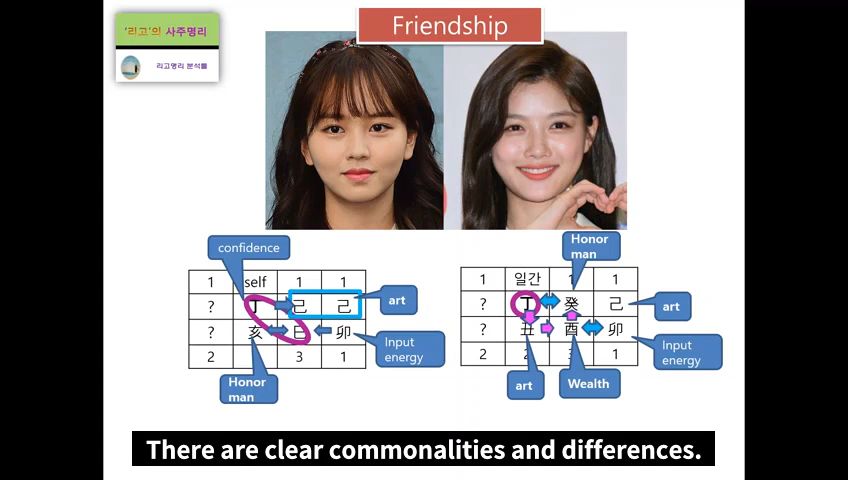 Friendship
'리고'의 사주명리
리고명리 분석틀
confidence
1 self 1 1
? 丁 己 己
? 亥 巳 卯
2 3 1
art
Input
energy
Honor
man
Honor
man
1 일간 1 1
? 丁 癸 己
? 丑 酉 卯
2 2 3 1
art
Input
energy
art
Wealth
There are clear commonalities and differences.